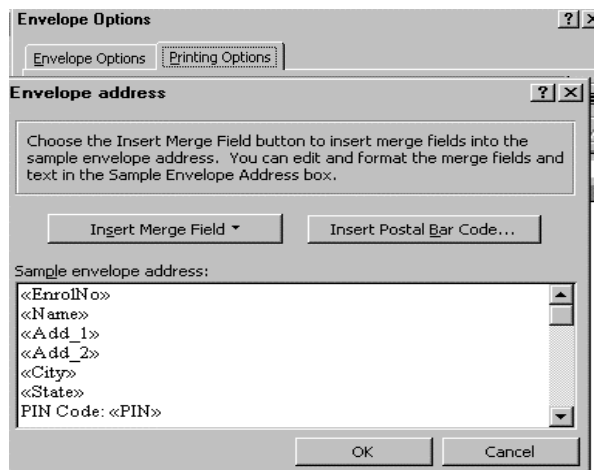 Envelope Options
Envelope Options Printing Options
Envelope address
Choose the Insert Merge Field button to insert merge fields into the
sample envelope address. You can edit and format the merge fields and
text in the Sample Envelope Address box.
Insert Merge Field Insert Postal Bar Code...
Sample envelope address:
«EnrolNo»
«Name»
«Add_1»
«Add_2»
«City»
«State»
PIN Code: «PIN»
OK Cancel